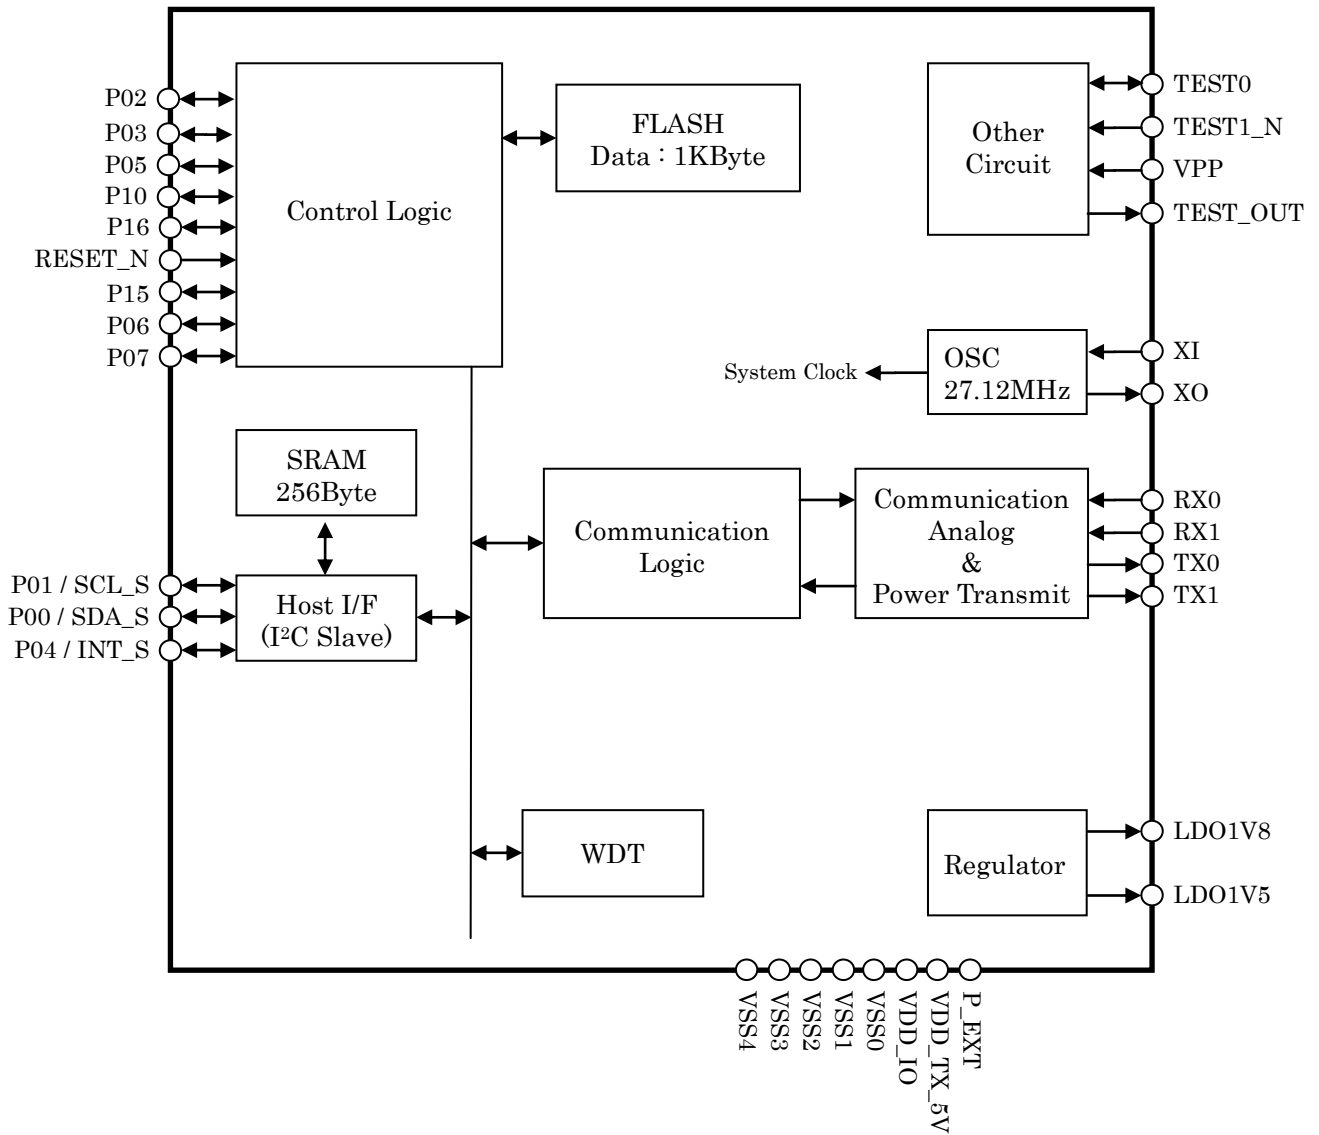 P02
P03
P05
P10
P16
RESET_N
P15
P06
P07
Control Logic
FLASH
Data : 1KByte
Other
Circuit
TEST0
TEST1_N
VPP
TEST_OUT
System Clock
OSC
27.12MHz
XI
XO
SRAM
256Byte
P01 / SCL_S
P00 / SDA_S
P04 / INT_S
Host I/F
(I²C Slave)
Communication
Logic
Communication
Analog
&
Power Transmit
RX0
RX1
TX0
TX1
WDT
Regulator
LDO1V8
LDO1V5
VSS4
VSS3
VSS2
VSS1
VSS0
VDD_IO
VDD_TX_5V
P_EXT